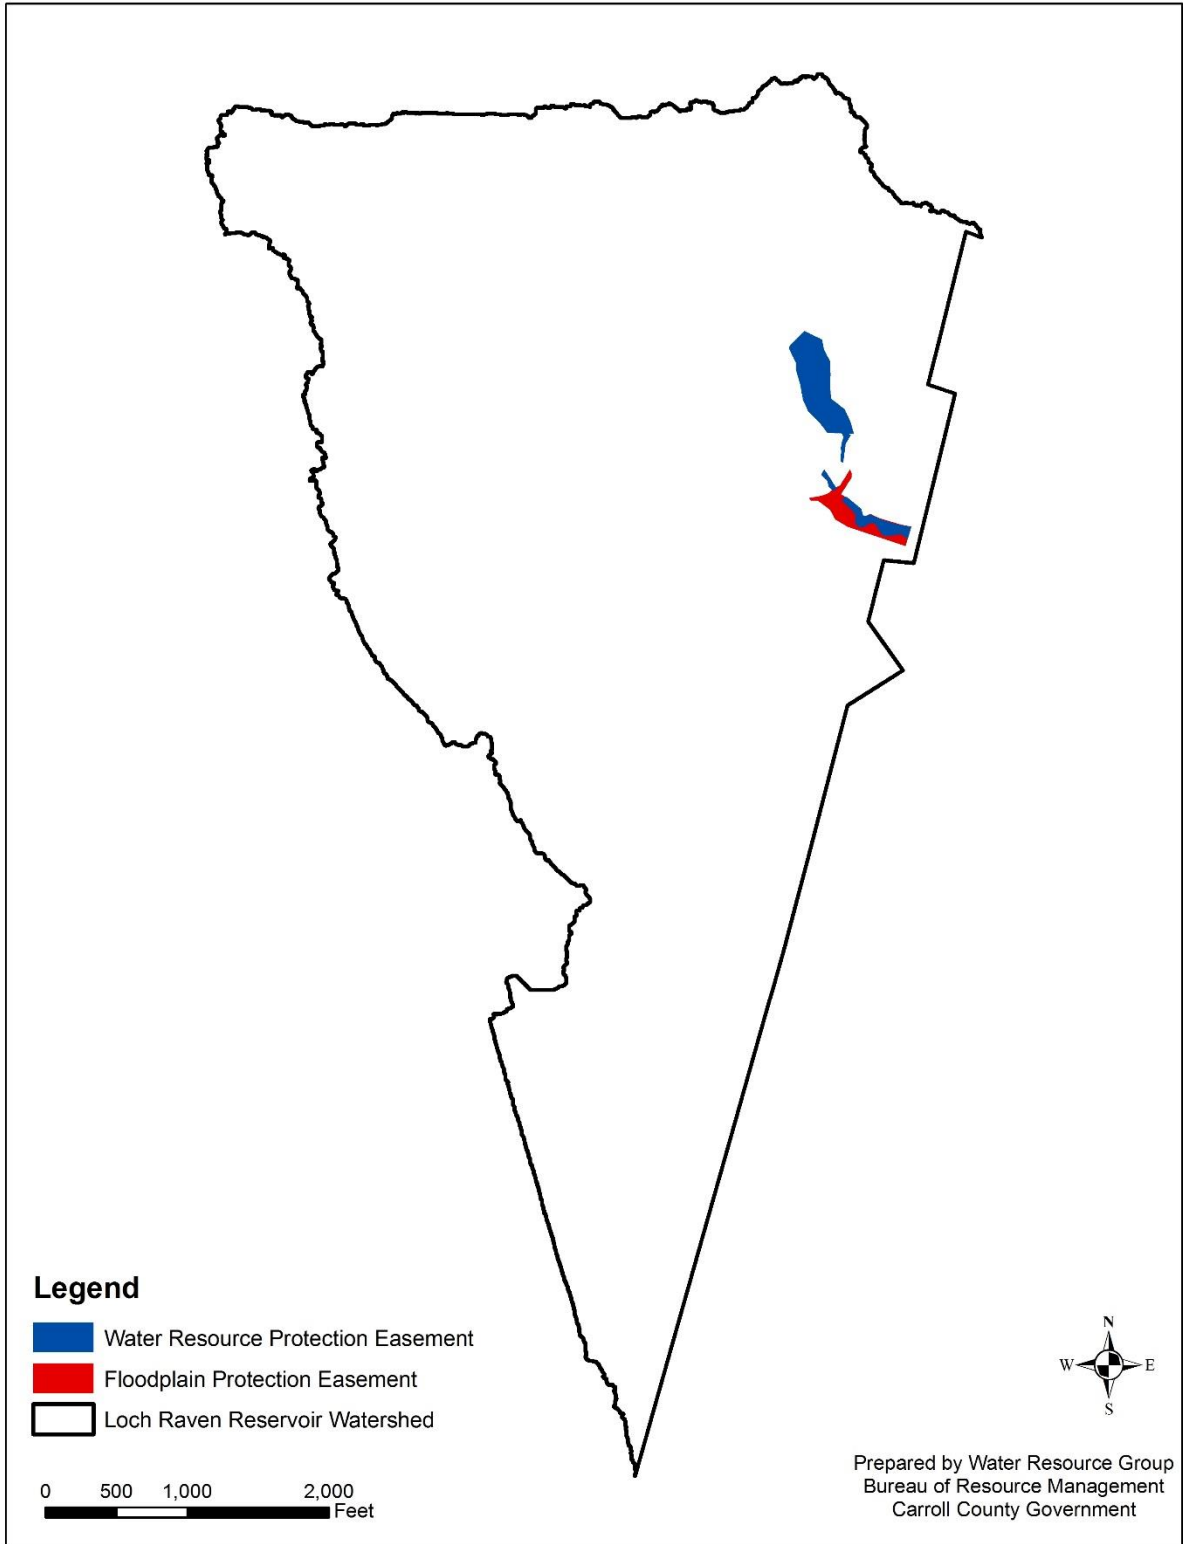 Legend
Water Resource Protection Easement
Floodplain Protection Easement
Loch Raven Reservoir Watershed
0 500 1,000 2,000
Feet
N
W E
S
Prepared by Water Resource Group
Bureau of Resource Management
Carroll County Government